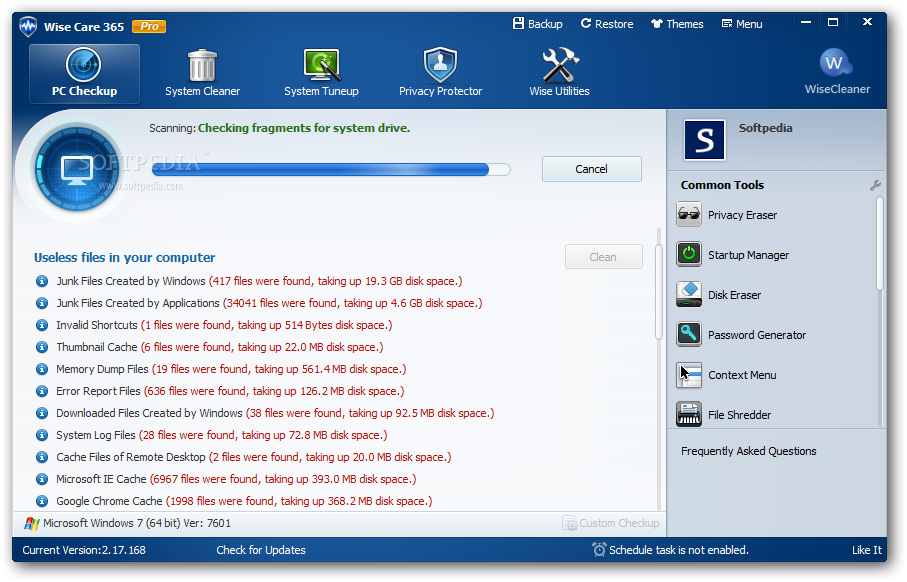 Wise Care 365 Pro
Backup Restore Themes Menu
PC Checkup System Cleaner System Tuneup Privacy Protector Wise Utilities
W
WiseCleaner
Scanning: Checking fragments for system drive.
SOFTPEDIA™
www.softpedia.com
Cancel
S
Softpedia
Common Tools
Privacy Eraser
Startup Manager
Disk Eraser
Password Generator
Context Menu
File Shredder
Frequently Asked Questions
Useless files in your computer
Clean
Junk Files Created by Windows (417 files were found, taking up 19.3 GB disk space.)
Junk Files Created by Applications (34041 files were found, taking up 4.6 GB disk space.)
Invalid Shortcuts (1 files were found, taking up 514 Bytes disk space.)
Thumbnail Cache (6 files were found, taking up 22.0 MB disk space.)
Memory Dump Files (19 files were found, taking up 561.4 MB disk space.)
Error Report Files (636 files were found, taking up 126.2 MB disk space.)
Downloaded Files Created by Windows (38 files were found, taking up 92.5 MB disk space.)
System Log Files (28 files were found, taking up 72.8 MB disk space.)
Cache Files of Remote Desktop (2 files were found, taking up 20.0 MB disk space.)
Microsoft IE Cache (6967 files were found, taking up 393.0 MB disk space.)
Google Chrome Cache (1998 files were found, taking up 368.2 MB disk space.)
Microsoft Windows 7 (64 bit) Ver: 7601
Custom Checkup
Current Version:2.17.168
Check for Updates
Schedule task is not enabled.
Like It